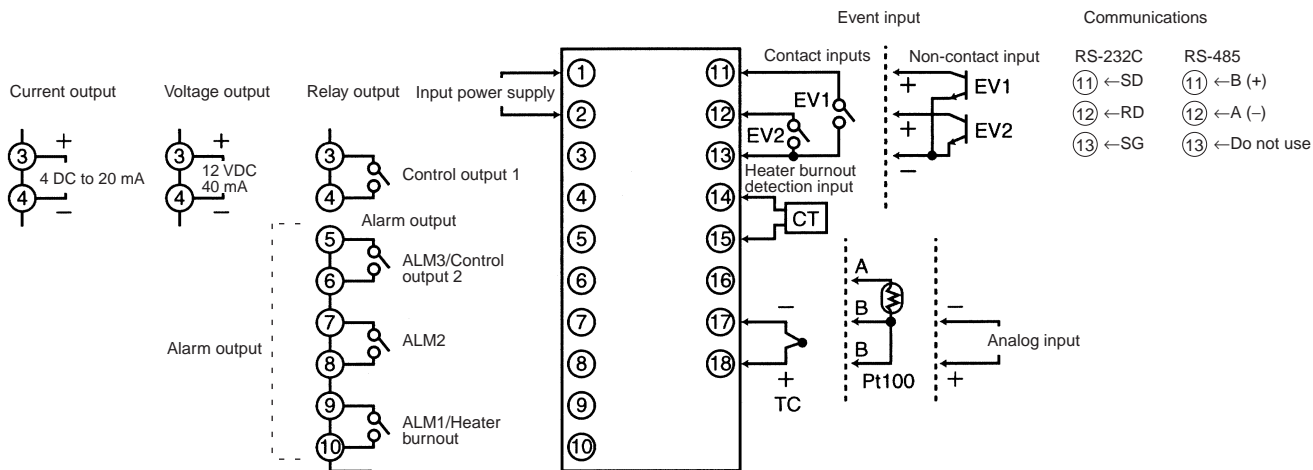 Event input
Communications
Current output
Voltage output
Relay output
Input power supply
Contact inputs
Non-contact input
RS-232C
RS-485
+
3
4 DC to 20 mA
4
–
+
3
12 VDC
40 mA
4
–
3
4
Control output 1
Alarm output
5
6
ALM3/Control
output 2
Alarm output
7
8
ALM2
9
10
ALM1/Heater
burnout
1
2
3
4
5
6
7
8
9
10
11
12
13
14
15
16
17
18
EV1
EV2
+
EV1
+
EV2
–
11 ←SD
12 ←RD
13 ←SG
11 ←B (+)
12 ←A (–)
13 ←Do not use
Heater burnout
detection input
CT
–
+
TC
A
B
B
Pt100
–
Analog input
+